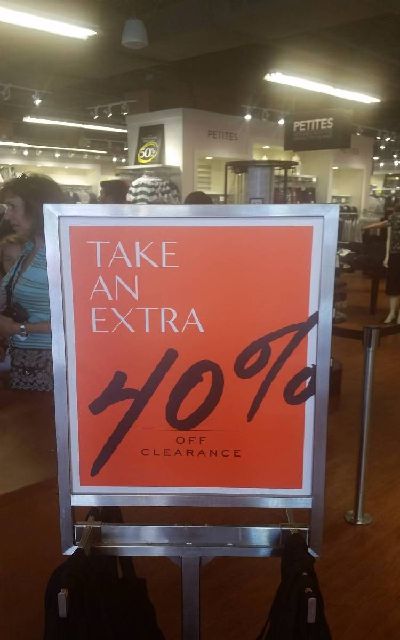 50%
PETITES
PETITES
TAKE
AN
EXTRA
40%
OFF
CLEARANCE